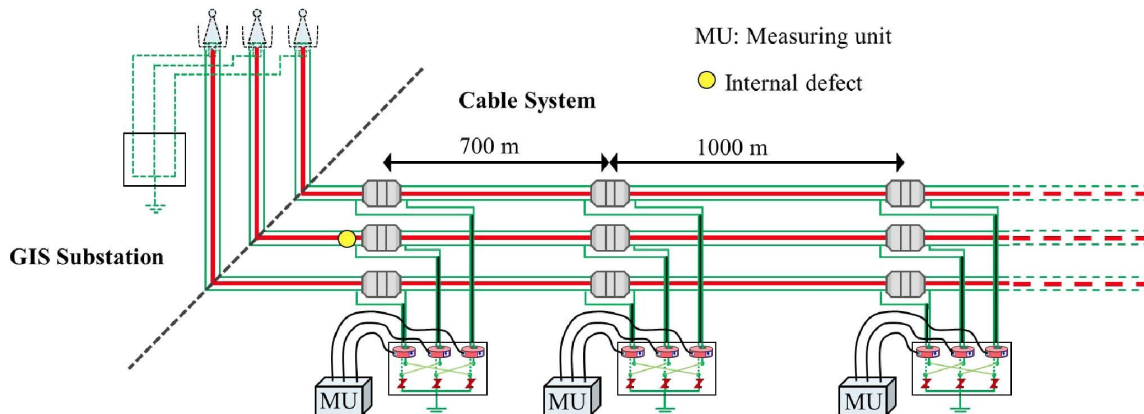 MU: Measuring unit
Internal defect
Cable System
700 m
1000 m
GIS Substation
MU
MU
MU